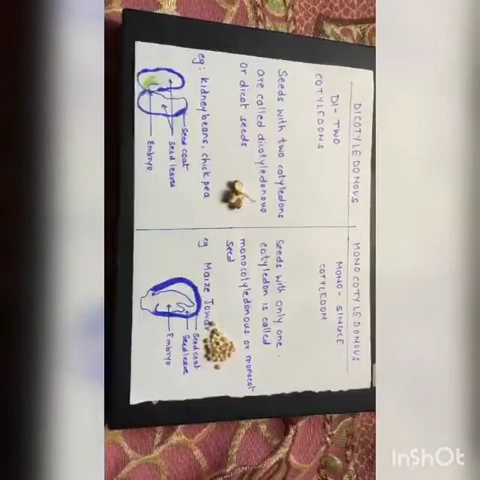 DICOTYLEDONOUS
DI - TWO
COTYLEDONS
Seeds with two cotyledons
are called dicotyledonous
or dicot seeds
eg: kidneybeans, chick pea
Seed coat
Seed leaves
Embryo
MONOCOTYLEDONOUS
MONO - SINGLE
COTYLEDON
Seeds with only one
cotyledon is called
monocotyledonous or monocot
seed
eg Maize Jowar
Seed coat
Seed leave
Embryo
InShOt